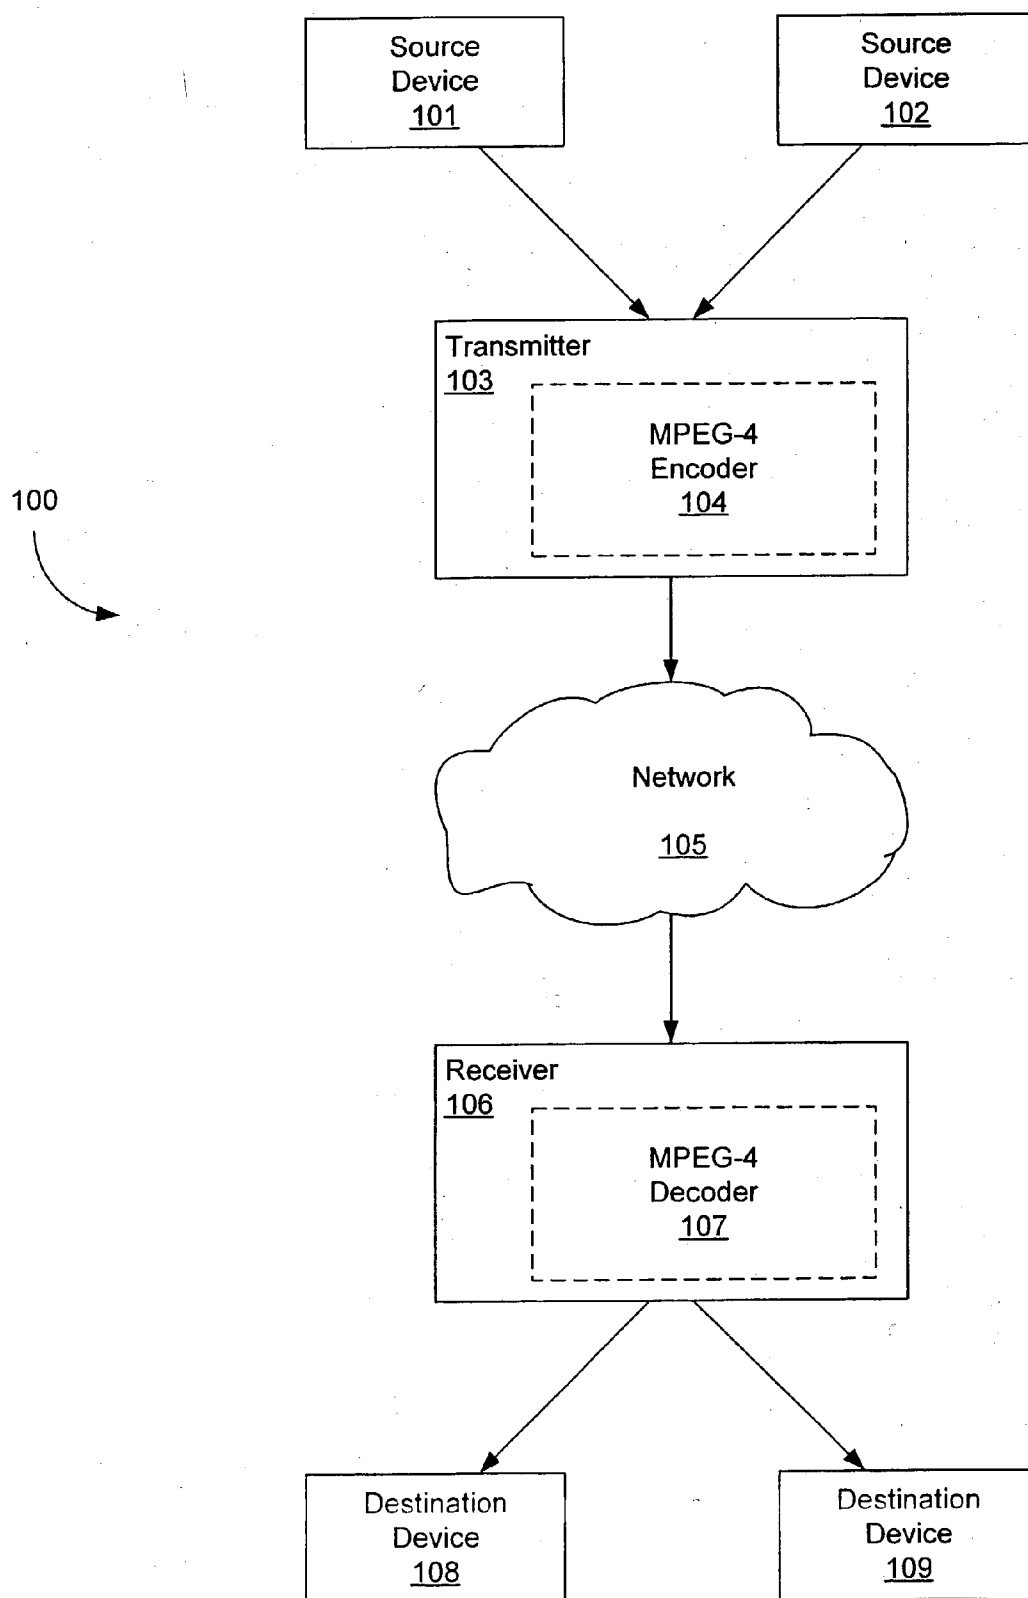 Source
Device
101
Source
Device
102
Transmitter
103
MPEG-4
Encoder
104
100
Network
105
Receiver
106
MPEG-4
Decoder
107
Destination
Device
108
Destination
Device
109